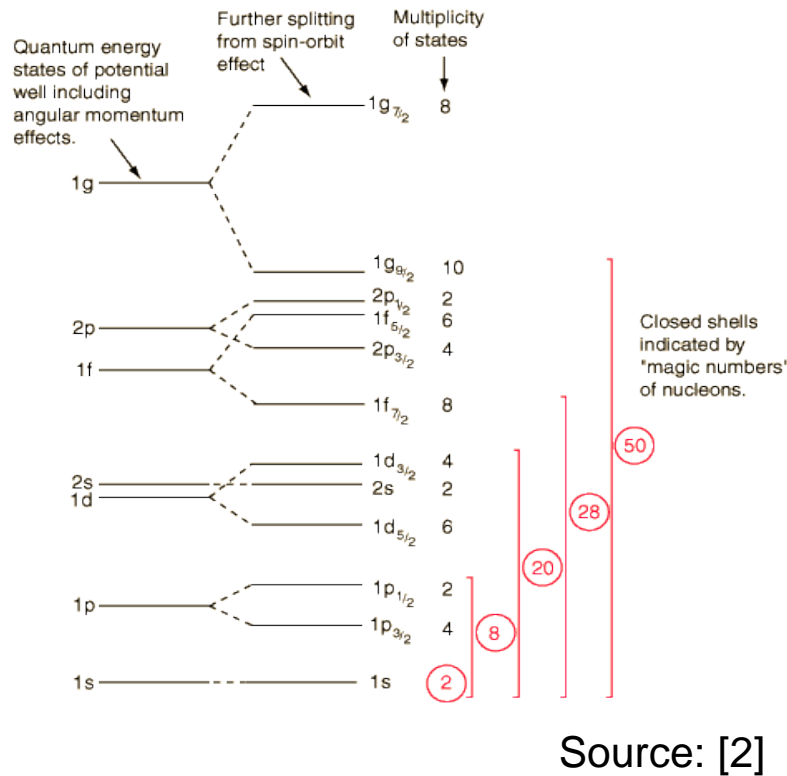 Quantum energy
states of potential
well including
angular momentum
effects.
Further splitting
from spin-orbit
effect
Multiplicity
of states
1g7/2 8
1g
1g9/2 10
2p1/2 2
1f5/2 6
2p
2p3/2 4
1f
1f7/2 8
Closed shells
indicated by
"magic numbers'
of nucleons.
50
1d3/2 4
2s
2s 2
1d
1d5/2 6
28
20
1p1/2 2
1p
1p3/2 4
8
1s
1s
2
Source: [2]